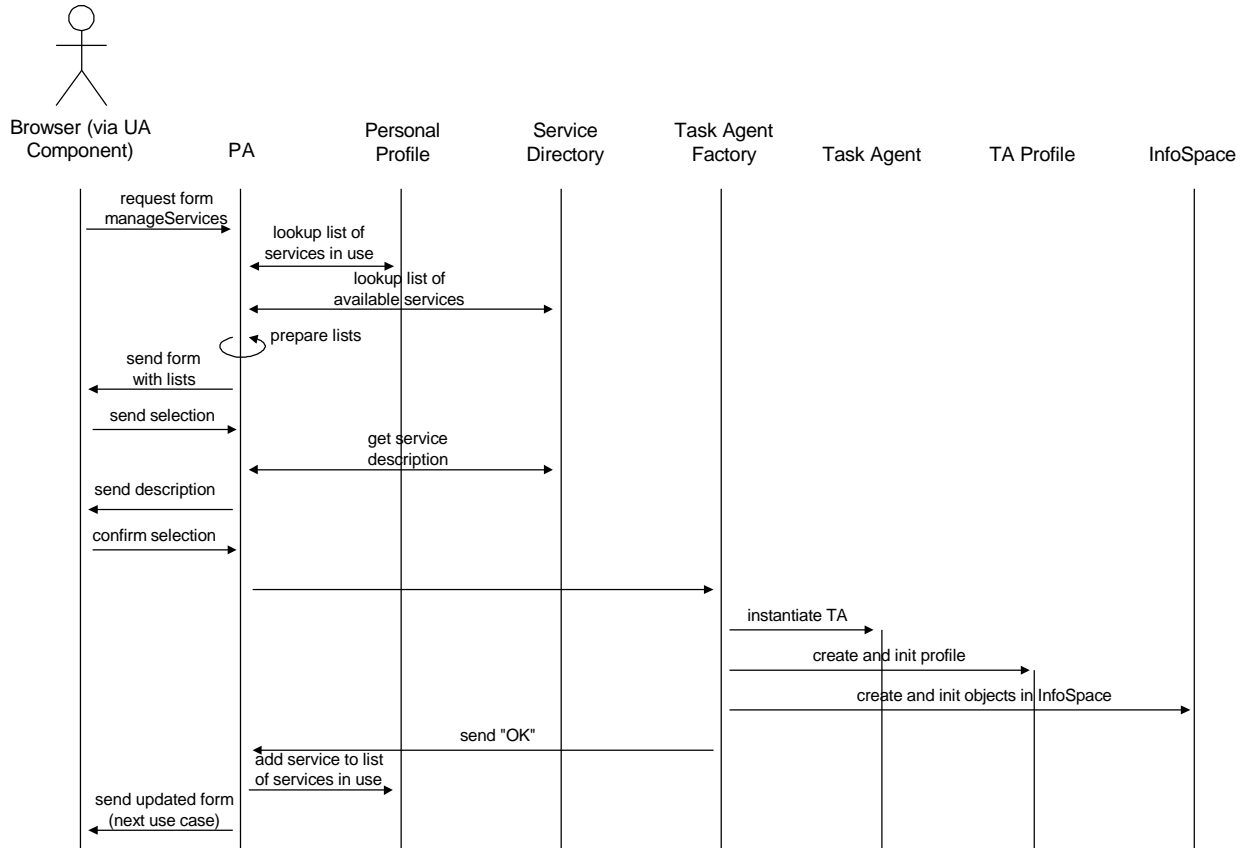 Browser (via UA
Component)
PA
Personal
Profile
Service
Directory
Task Agent
Factory
Task Agent
TA Profile
InfoSpace
request form
manageServices
lookup list of
services in use
lookup list of
available services
prepare lists
send form
with lists
send selection
get service
description
send description
confirm selection
instantiate TA
create and init profile
create and init objects in InfoSpace
send "OK"
add service to list
of services in use
send updated form
(next use case)